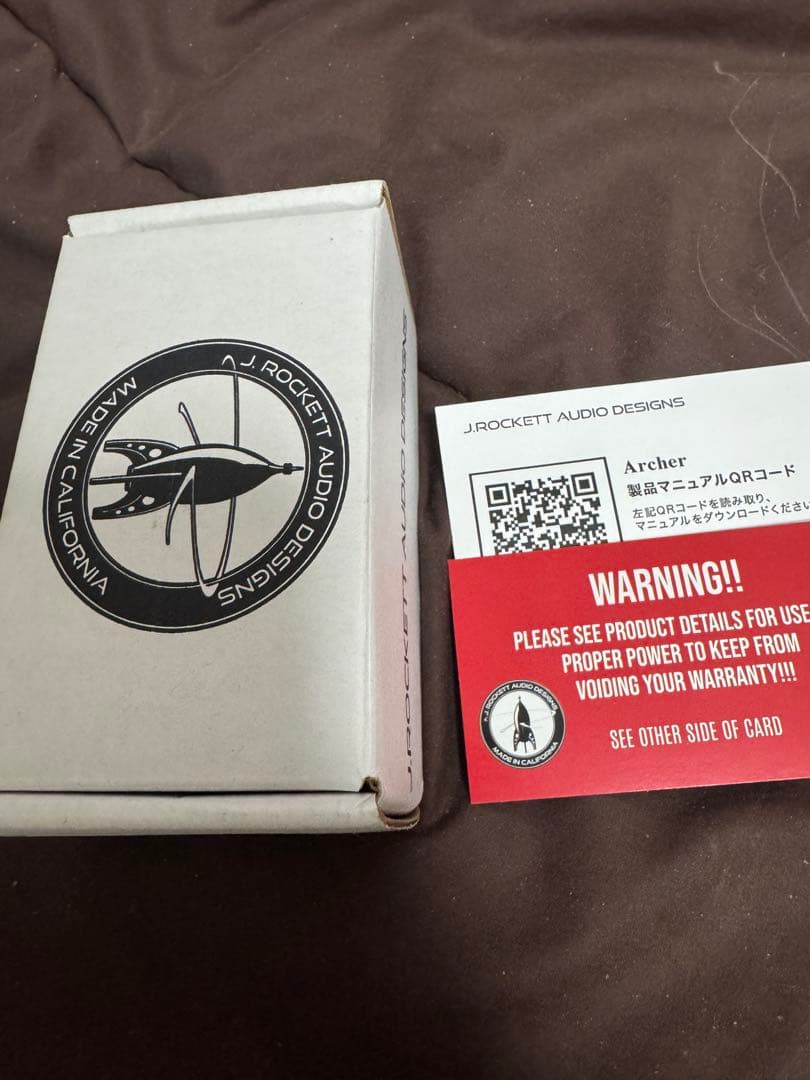 J. ROCKETT AUDIO DESIGNS
MADE IN CALIFORNIA
J.ROCKETT AUDIO DESIGNS
J.ROCKETT AUDIO DESIGNS
Archer
製品マニュアルQRコード
左記QRコードを読み取り、
マニュアルをダウンロードください
WARNING!!
PLEASE SEE PRODUCT DETAILS FOR USE
PROPER POWER TO KEEP FROM
VOIDING YOUR WARRANTY!!!
SEE OTHER SIDE OF CARD
J. ROCKETT AUDIO DESIGNS
MADE IN CALIFORNIA